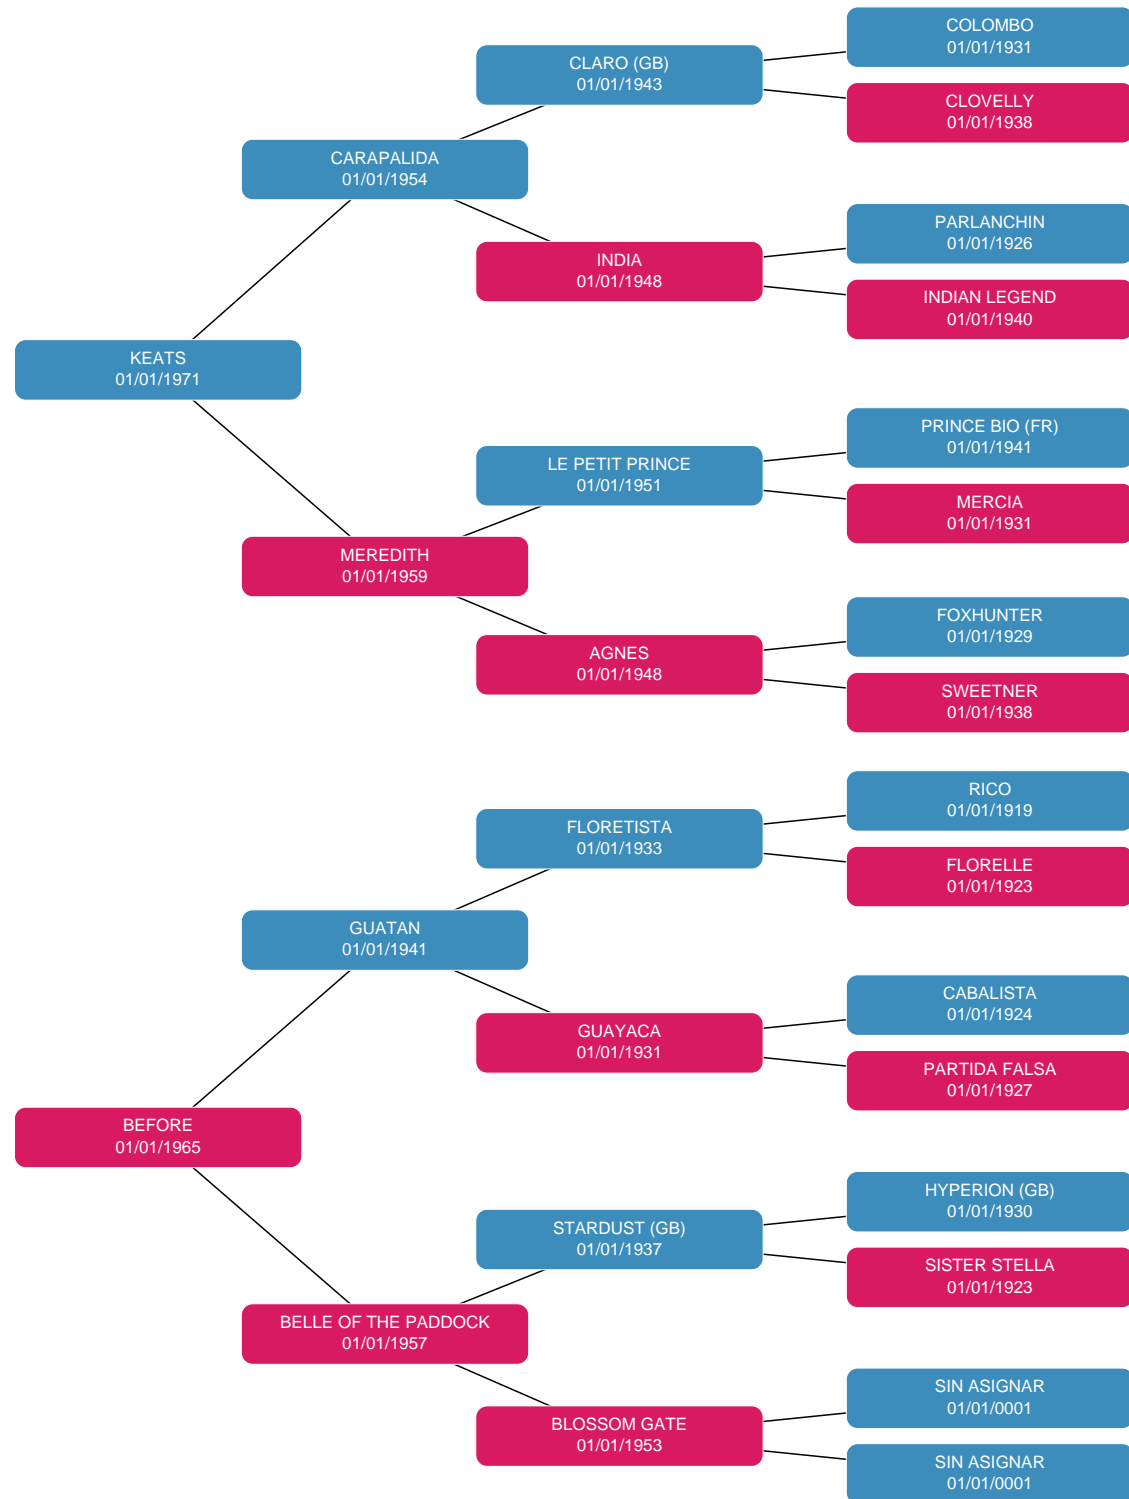 COLOMBO
01/01/1931
CLARO (GB)
01/01/1943
CLOVELLY
01/01/1938
CARAPALIDA
01/01/1954
PARLANCHIN
01/01/1926
INDIA
01/01/1948
INDIAN LEGEND
01/01/1940
KEATS
01/01/1971
PRINCE BIO (FR)
01/01/1941
LE PETIT PRINCE
01/01/1951
MERCIA
01/01/1931
MEREDITH
01/01/1959
FOXHUNTER
01/01/1929
AGNES
01/01/1948
SWEETNER
01/01/1938
RICO
01/01/1919
FLORETISTA
01/01/1933
FLORELLE
01/01/1923
GUATAN
01/01/1941
CABALISTA
01/01/1924
GUAYACA
01/01/1931
PARTIDA FALSA
01/01/1927
BEFORE
01/01/1965
HYPERION (GB)
01/01/1930
STARDUST (GB)
01/01/1937
SISTER STELLA
01/01/1923
BELLE OF THE PADDOCK
01/01/1957
SIN ASIGNAR
01/01/0001
BLOSSOM GATE
01/01/1953
SIN ASIGNAR
01/01/0001